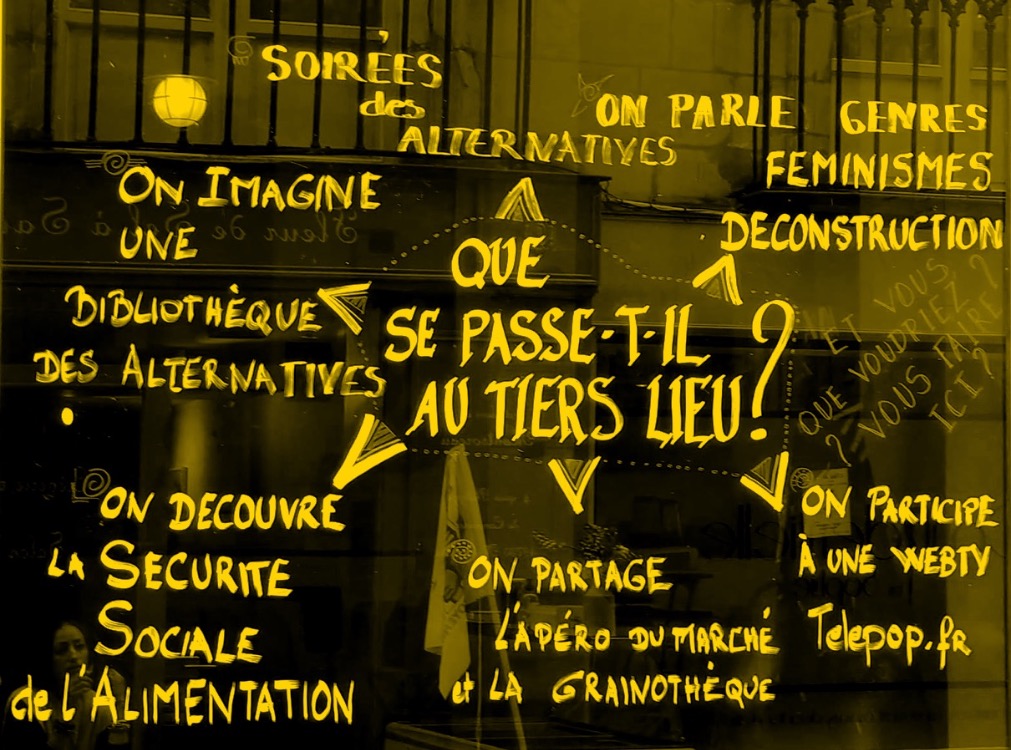 SOIRÉES
des
ALTERNATIVES
ON PARLE GENRES
FEMINISMES
DECONSTRUCTION
ON IMAGINE
UNE
BIBLIOTHÈQUE
DES ALTERNATIVES
QUE
SE PASSE-T-IL
AU TIERS LIEU ?
ET VOUS
QUE VOUDRIEZ
VOUS FAIRE
ICI ?
ON DECOUVRE
LA SECURITE
SOCIALE
de l'ALIMENTATION
ON PARTAGE
L'APÉRO DU MARCHÉ
et LA GRAINOTHÈQUE
ON PARTICIPE
À UNE WEBTV
Telepop.fr